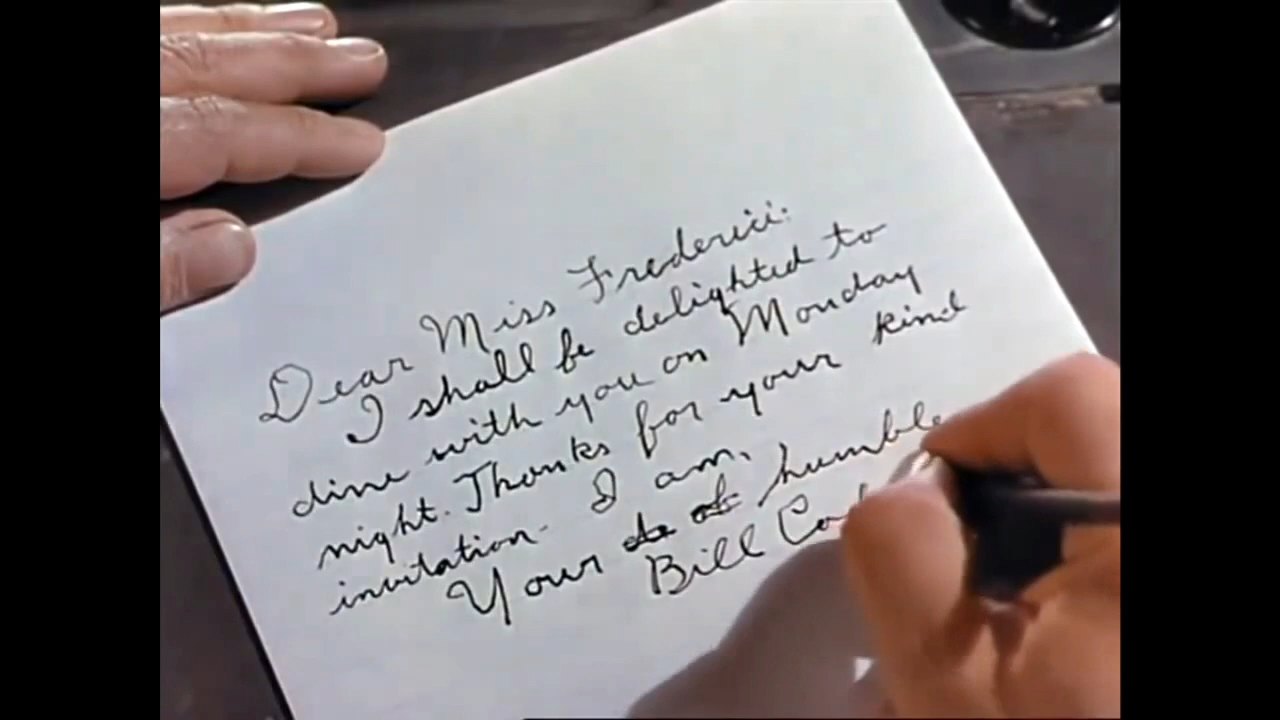 Dear Miss Frederici:
I shall be delighted to
dine with you on Monday
night. Thanks for your kind
invitation. I am,
Your humble
Bill